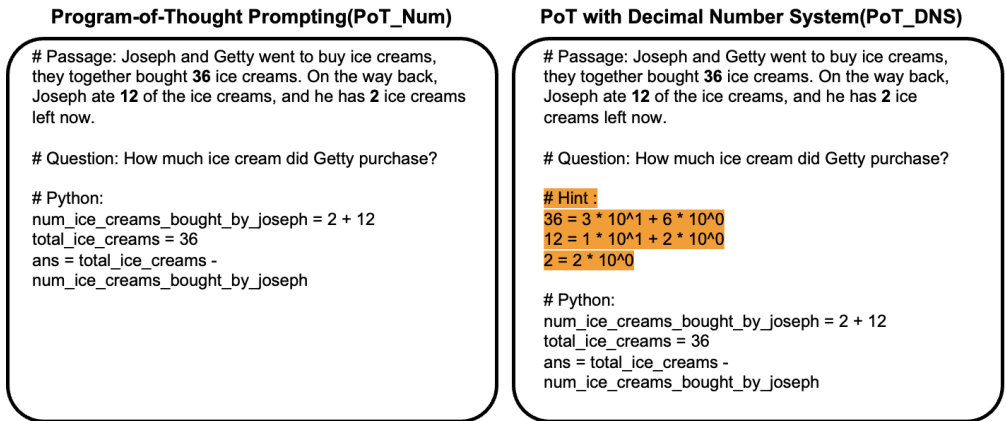 Program-of-Thought Prompting(PoT_Num)
# Passage: Joseph and Getty went to buy ice creams,
they together bought 36 ice creams. On the way back,
Joseph ate 12 of the ice creams, and he has 2 ice creams
left now.
# Question: How much ice cream did Getty purchase?
# Python:
num_ice_creams_bought_by_joseph = 2 + 12
total_ice_creams = 36
ans = total_ice_creams -
num_ice_creams_bought_by_joseph
PoT with Decimal Number System(PoT_DNS)
# Passage: Joseph and Getty went to buy ice creams,
they together bought 36 ice creams. On the way back,
Joseph ate 12 of the ice creams, and he has 2 ice
creams left now.
# Question: How much ice cream did Getty purchase?
# Hint :
36 = 3 * 10^1 + 6 * 10^0
12 = 1 * 10^1 + 2 * 10^0
2 = 2 * 10^0
# Python:
num_ice_creams_bought_by_joseph = 2 + 12
total_ice_creams = 36
ans = total_ice_creams -
num_ice_creams_bought_by_joseph